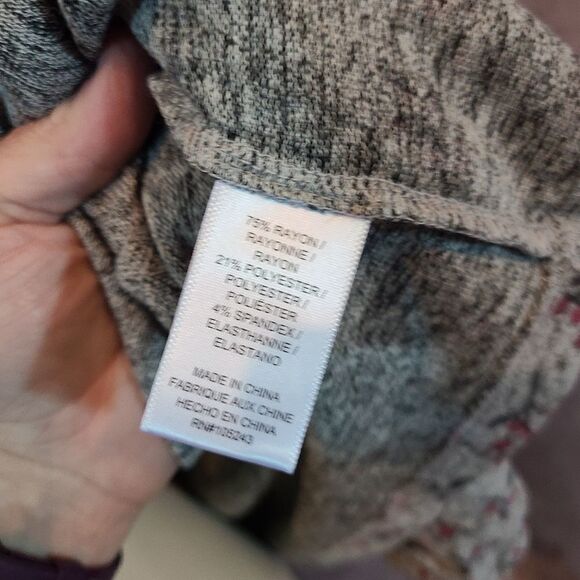 75% RAYON /
RAYONNE /
RAYON
21% POLYESTER /
POLYESTER /
POLIÉSTER
4% SPANDEX /
ELASTHANNE /
ELASTANO
MADE IN CHINA
FABRIQUE AUX CHINE
HECHO EN CHINA
RN#105243